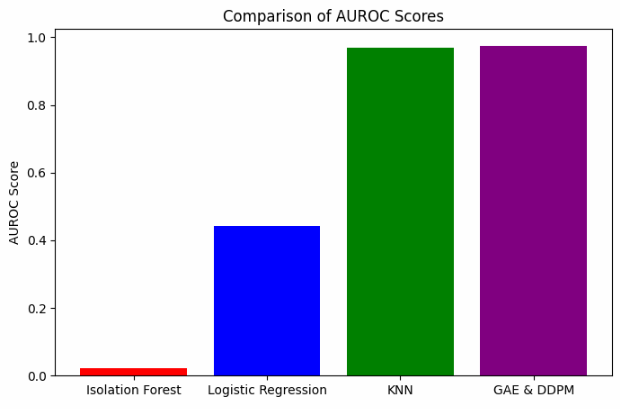 Comparison of AUROC Scores
AUROC Score
1.0
0.8
0.6
0.4
0.2
0.0
Isolation Forest
Logistic Regression
KNN
GAE & DDPM